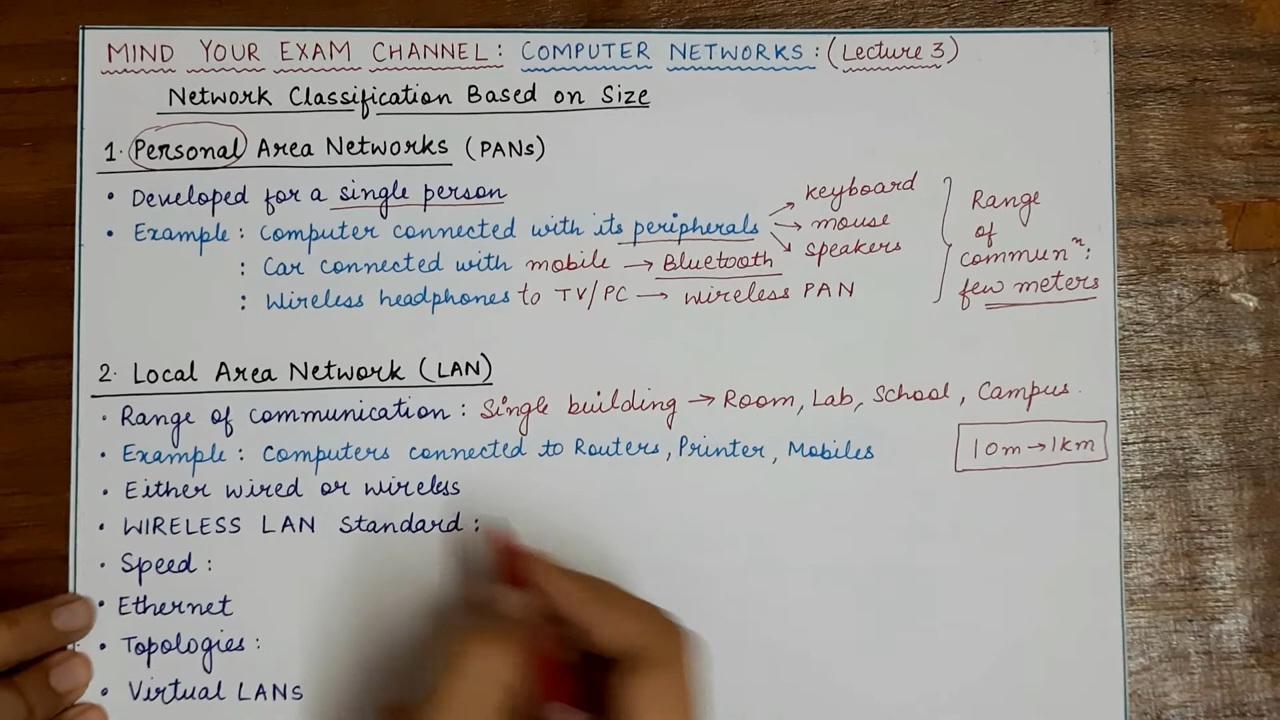 MIND YOUR EXAM CHANNEL: COMPUTER NETWORKS: (Lecture 3)
Network Classification Based on Size
1. Personal Area Networks (PANs)
• Developed for a single person
• Example: Computer connected with its peripherals → keyboard → mouse → speakers
: Car connected with mobile → Bluetooth
: Wireless headphones to TV/PC → wireless PAN
Range
of
communⁿ:
few meters
2. Local Area Network (LAN)
• Range of communication: Single building → Room, Lab, School, Campus.
• Example: Computers connected to Routers, Printer, Mobiles
10m → 1km
• Either wired or wireless
• WIRELESS LAN Standard:
• Speed:
• Ethernet
• Topologies:
• Virtual LANs